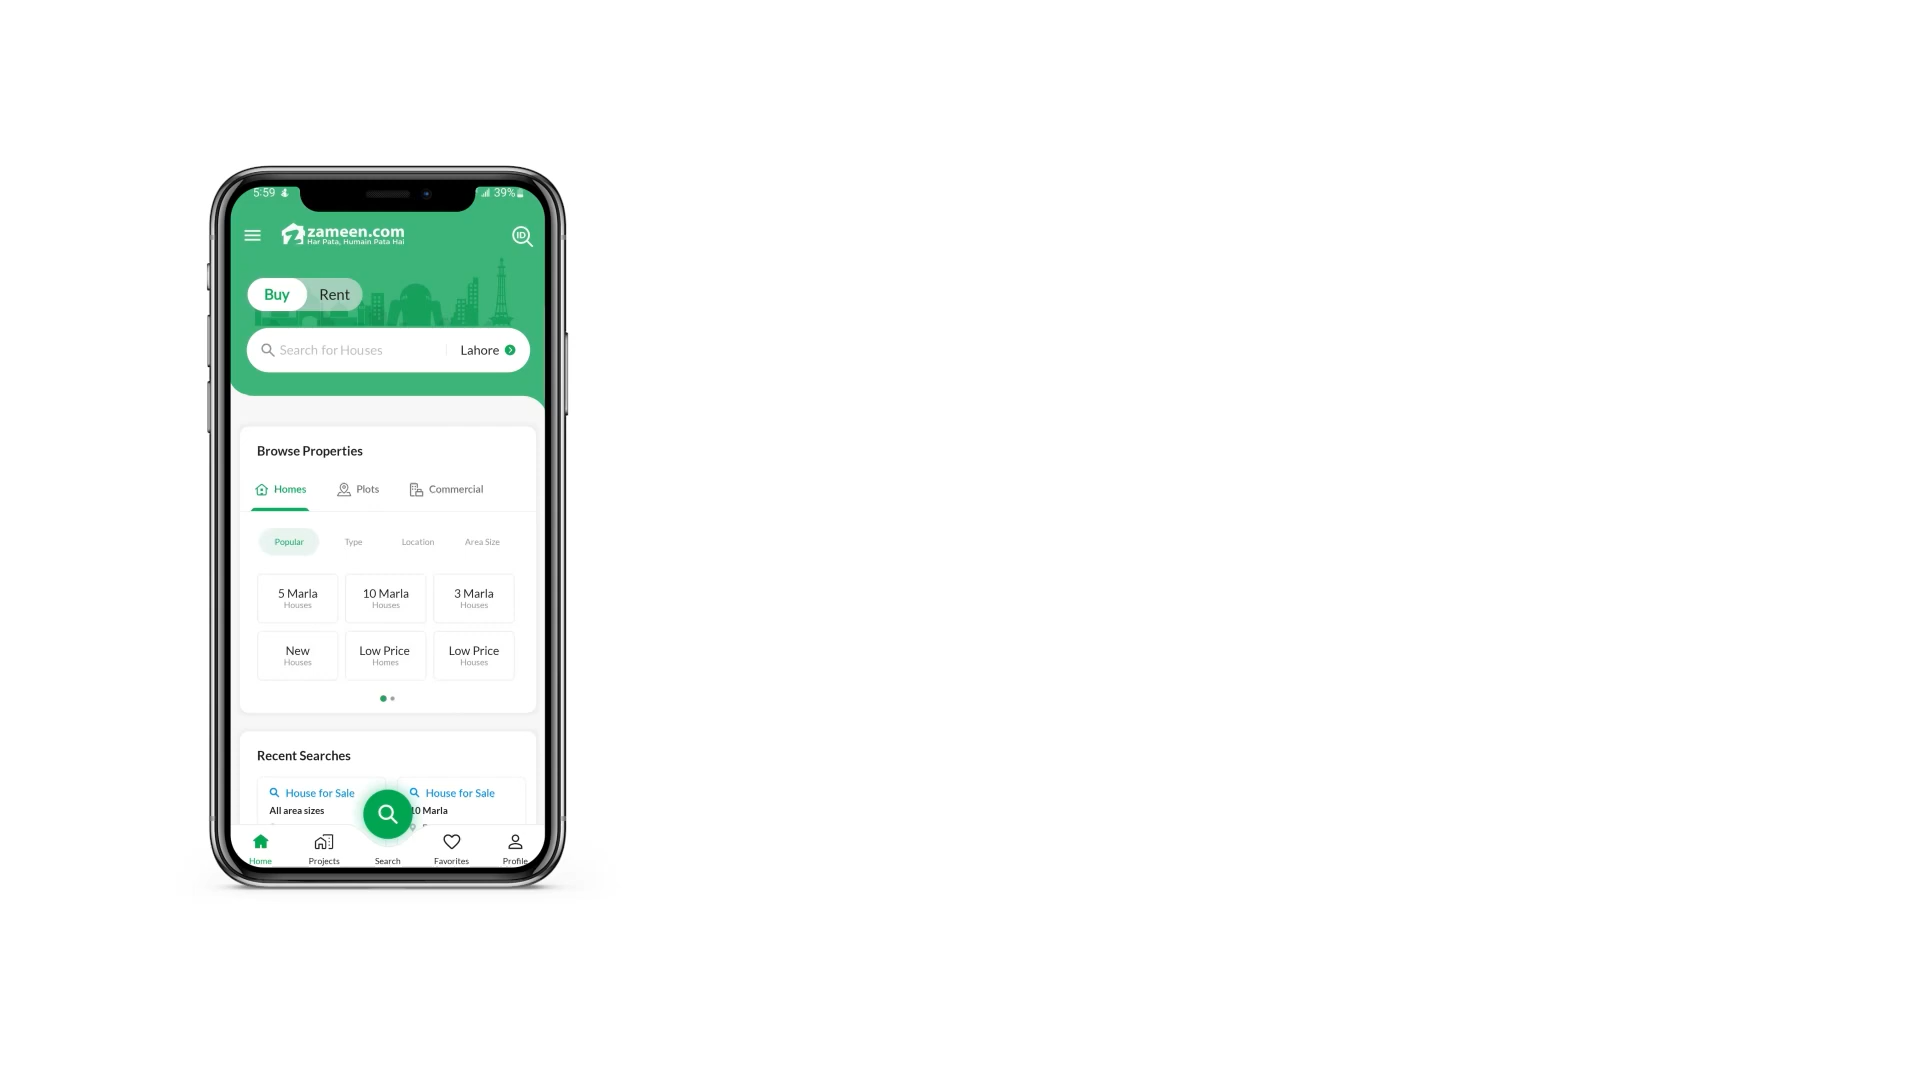 5:59 39%
zameen.com
Har Pata, Humain Pata Hai
ID
Buy Rent
Search for Houses Lahore
Browse Properties
Homes Plots Commercial
Popular Type Location Area Size
5 Marla 10 Marla 3 Marla
Houses Houses Houses
New Low Price Low Price
Houses Homes Houses
Recent Searches
House for Sale House for Sale
All area sizes 10 Marla
Home Projects Search Favorites Profile